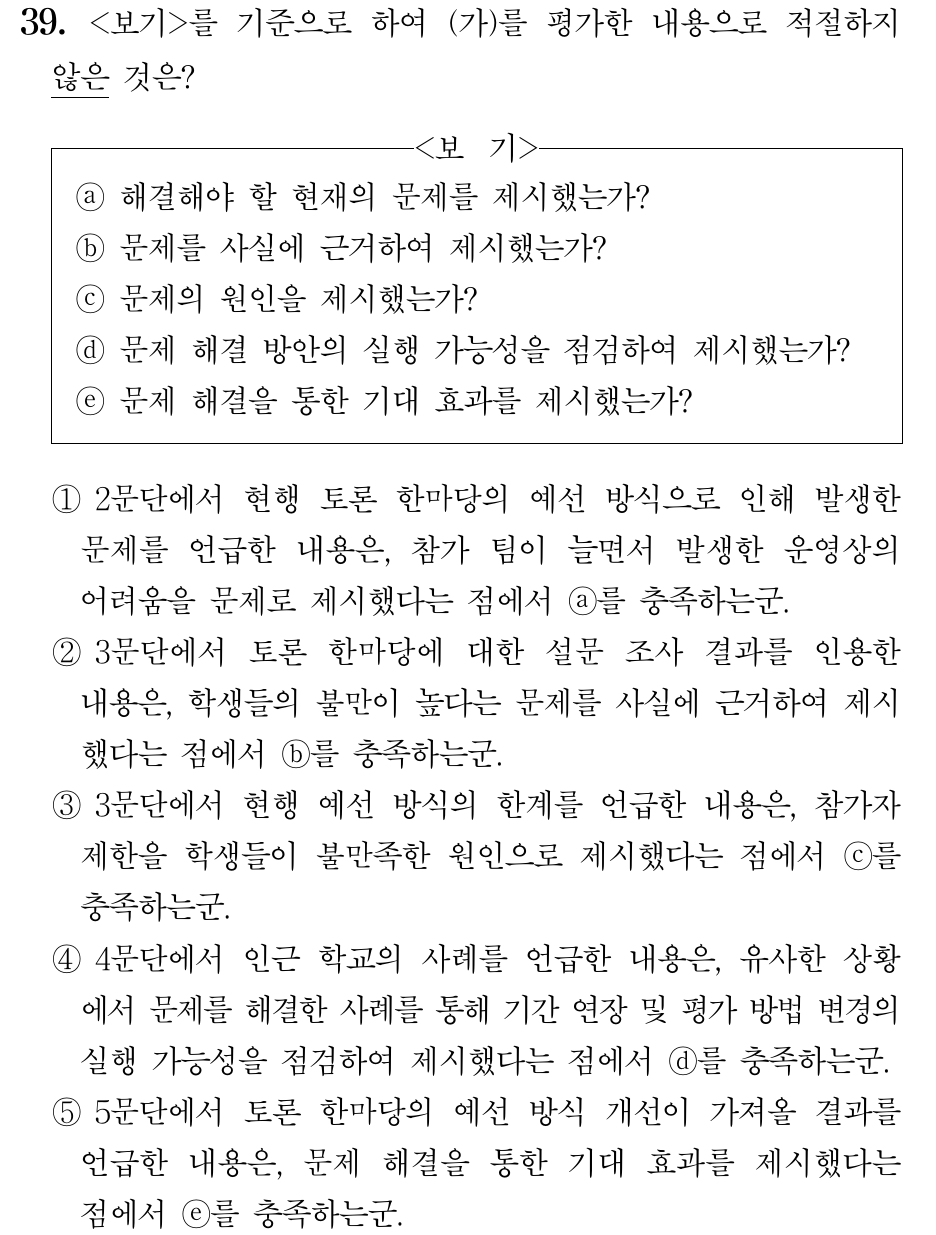 39. <보기>를 기준으로 하여 (가)를 평가한 내용으로 적절하지
않은 것은?
<보 기>
ⓐ 해결해야 할 현재의 문제를 제시했는가?
ⓑ 문제를 사실에 근거하여 제시했는가?
ⓒ 문제의 원인을 제시했는가?
ⓓ 문제 해결 방안의 실행 가능성을 점검하여 제시했는가?
ⓔ 문제 해결을 통한 기대 효과를 제시했는가?
① 2문단에서 현행 토론 한마당의 예선 방식으로 인해 발생한
문제를 언급한 내용은, 참가 팀이 늘면서 발생한 운영상의
어려움을 문제로 제시했다는 점에서 ⓐ를 충족하는군.
② 3문단에서 토론 한마당에 대한 설문 조사 결과를 인용한
내용은, 학생들의 불만이 높다는 문제를 사실에 근거하여 제시
했다는 점에서 ⓑ를 충족하는군.
③ 3문단에서 현행 예선 방식의 한계를 언급한 내용은, 참가자
제한을 학생들이 불만족한 원인으로 제시했다는 점에서 ⓒ를
충족하는군.
④ 4문단에서 인근 학교의 사례를 언급한 내용은, 유사한 상황
에서 문제를 해결한 사례를 통해 기간 연장 및 평가 방법 변경의
실행 가능성을 점검하여 제시했다는 점에서 ⓓ를 충족하는군.
⑤ 5문단에서 토론 한마당의 예선 방식 개선이 가져올 결과를
언급한 내용은, 문제 해결을 통한 기대 효과를 제시했다는
점에서 ⓔ를 충족하는군.